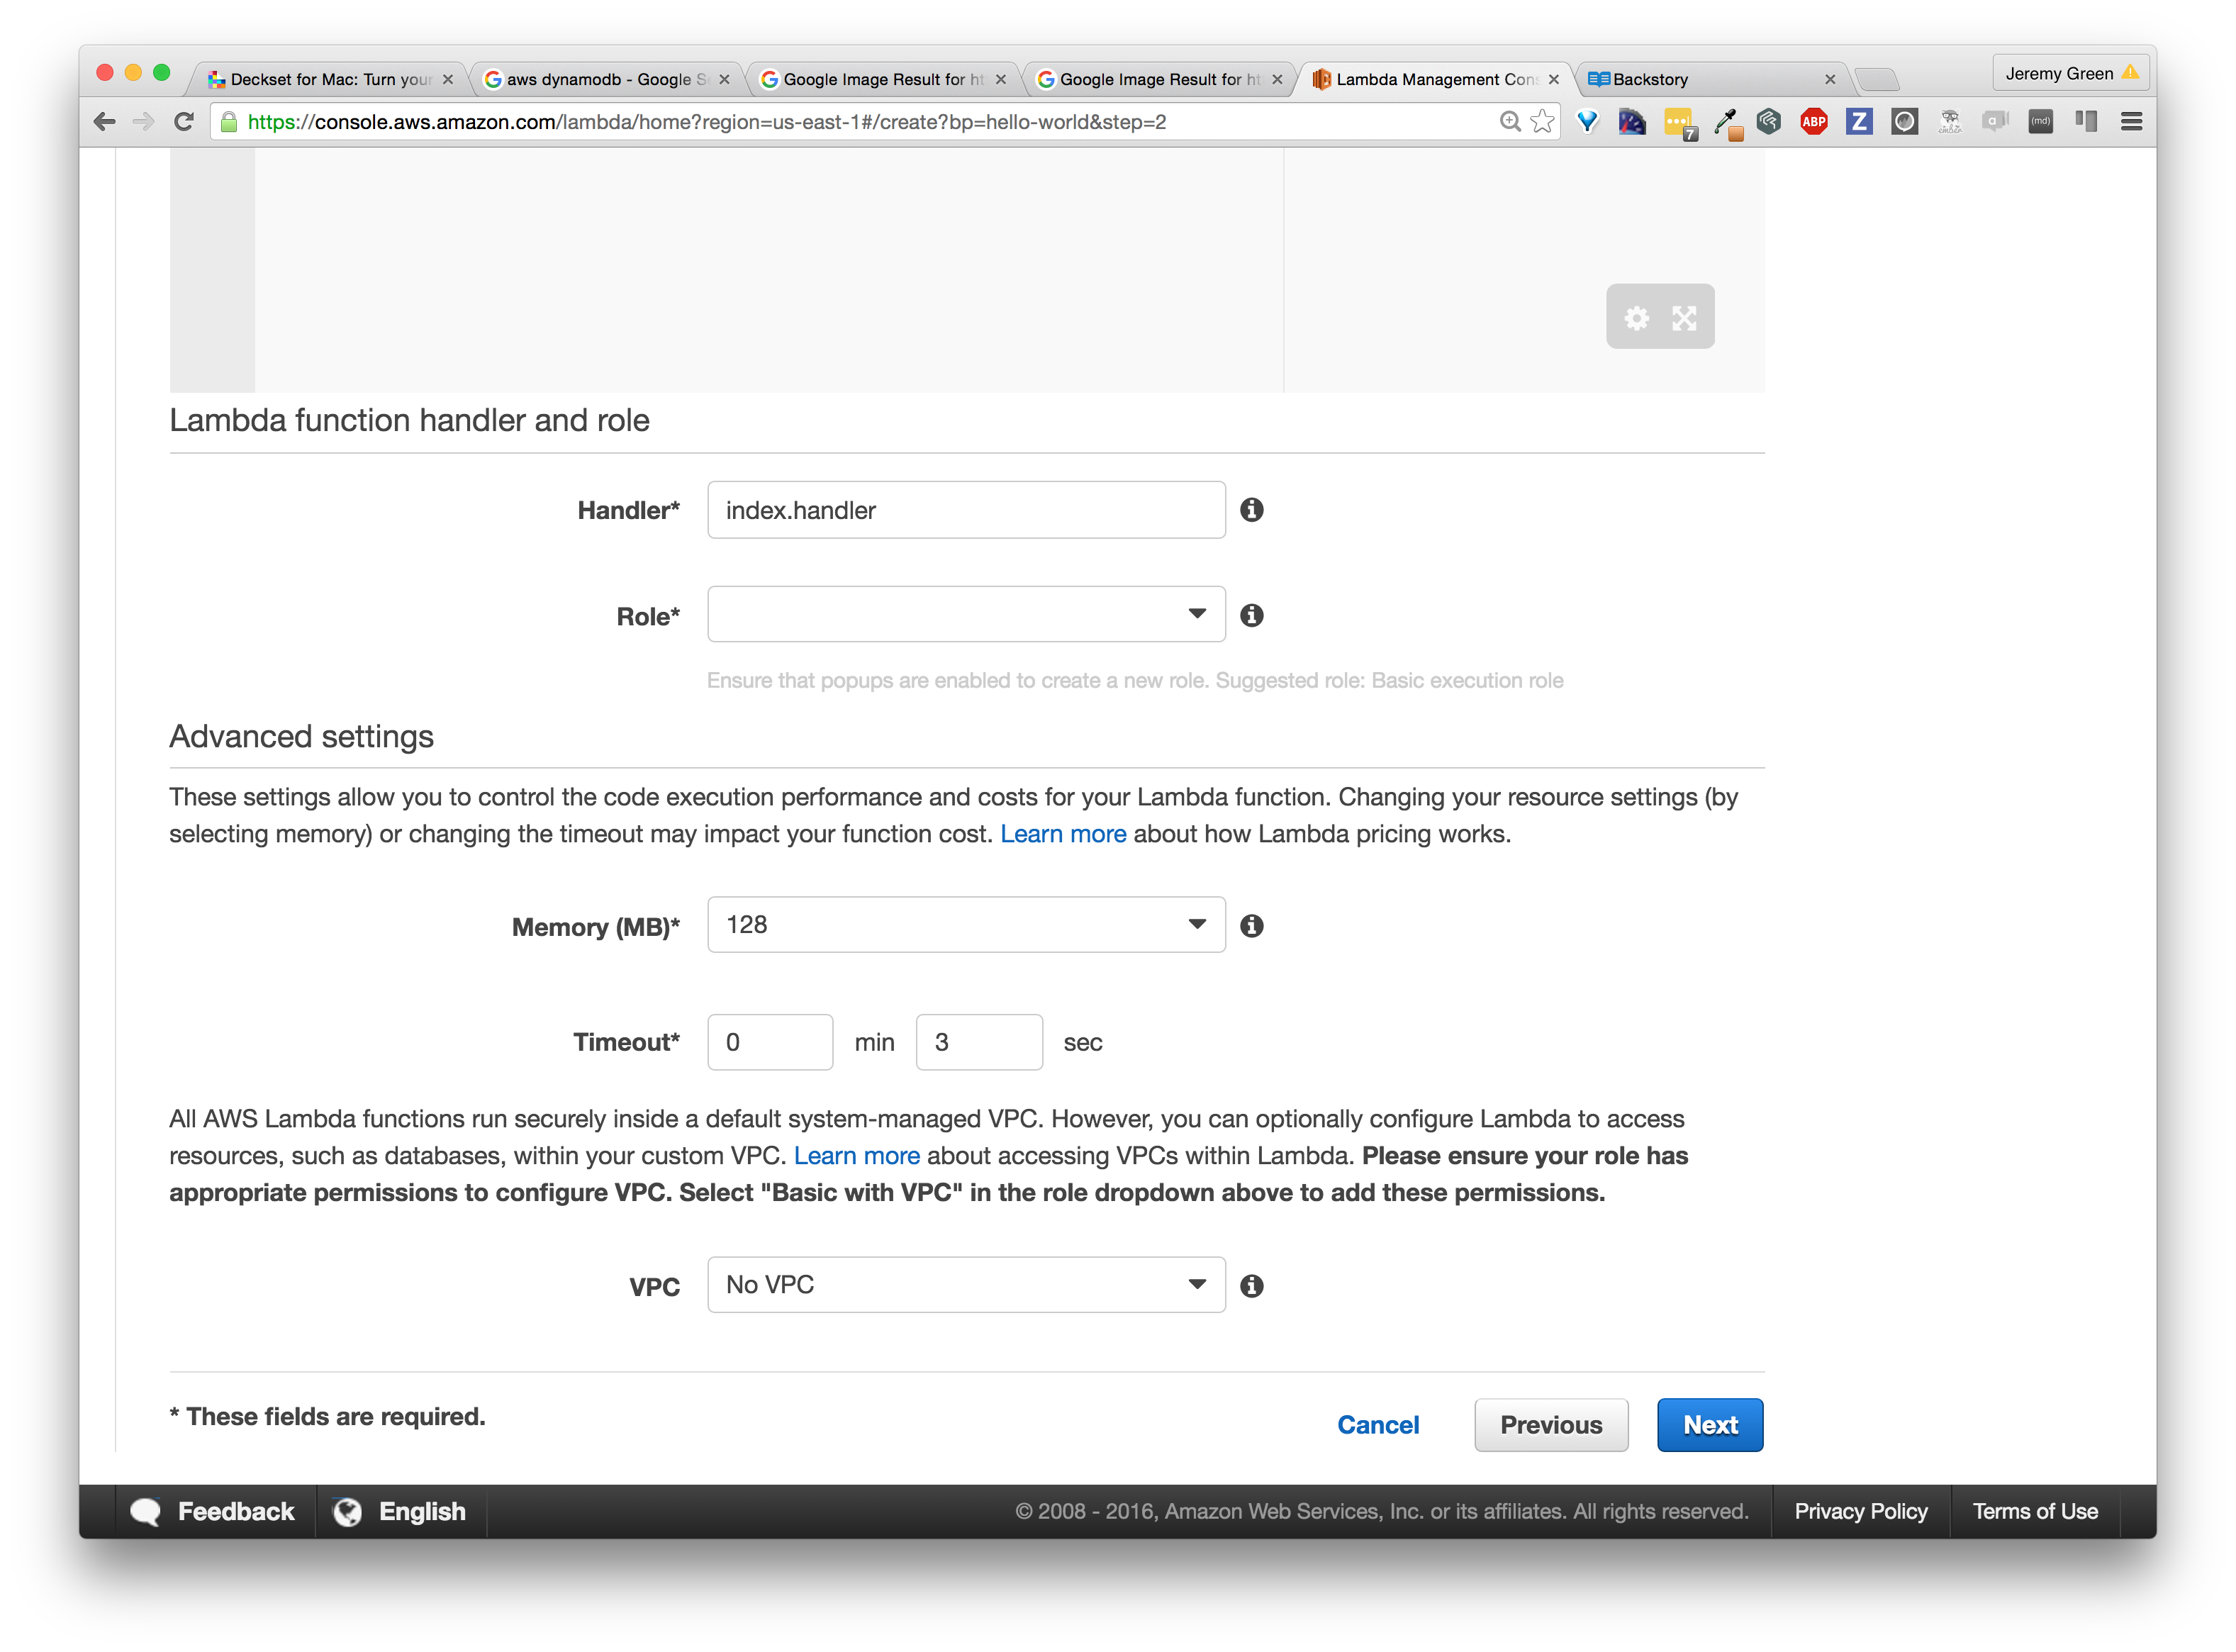 Deckset for Mac: Turn your
aws dynamodb - Google S
Google Image Result for ht
Google Image Result for ht
Lambda Management Con
Backstory
Jeremy Green
https://console.aws.amazon.com/lambda/home?region=us-east-1#/create?bp=hello-world&step=2
7
ABP
Z
ember
a
(md)
Lambda function handler and role
Handler* index.handler
Role*
Ensure that popups are enabled to create a new role. Suggested role: Basic execution role
Advanced settings
These settings allow you to control the code execution performance and costs for your Lambda function. Changing your resource settings (by
selecting memory) or changing the timeout may impact your function cost. Learn more about how Lambda pricing works.
Memory (MB)* 128
Timeout* 0 min 3 sec
All AWS Lambda functions run securely inside a default system-managed VPC. However, you can optionally configure Lambda to access
resources, such as databases, within your custom VPC. Learn more about accessing VPCs within Lambda. Please ensure your role has
appropriate permissions to configure VPC. Select "Basic with VPC" in the role dropdown above to add these permissions.
VPC No VPC
* These fields are required.
Cancel Previous Next
Feedback English © 2008 - 2016, Amazon Web Services, Inc. or its affiliates. All rights reserved. Privacy Policy Terms of Use